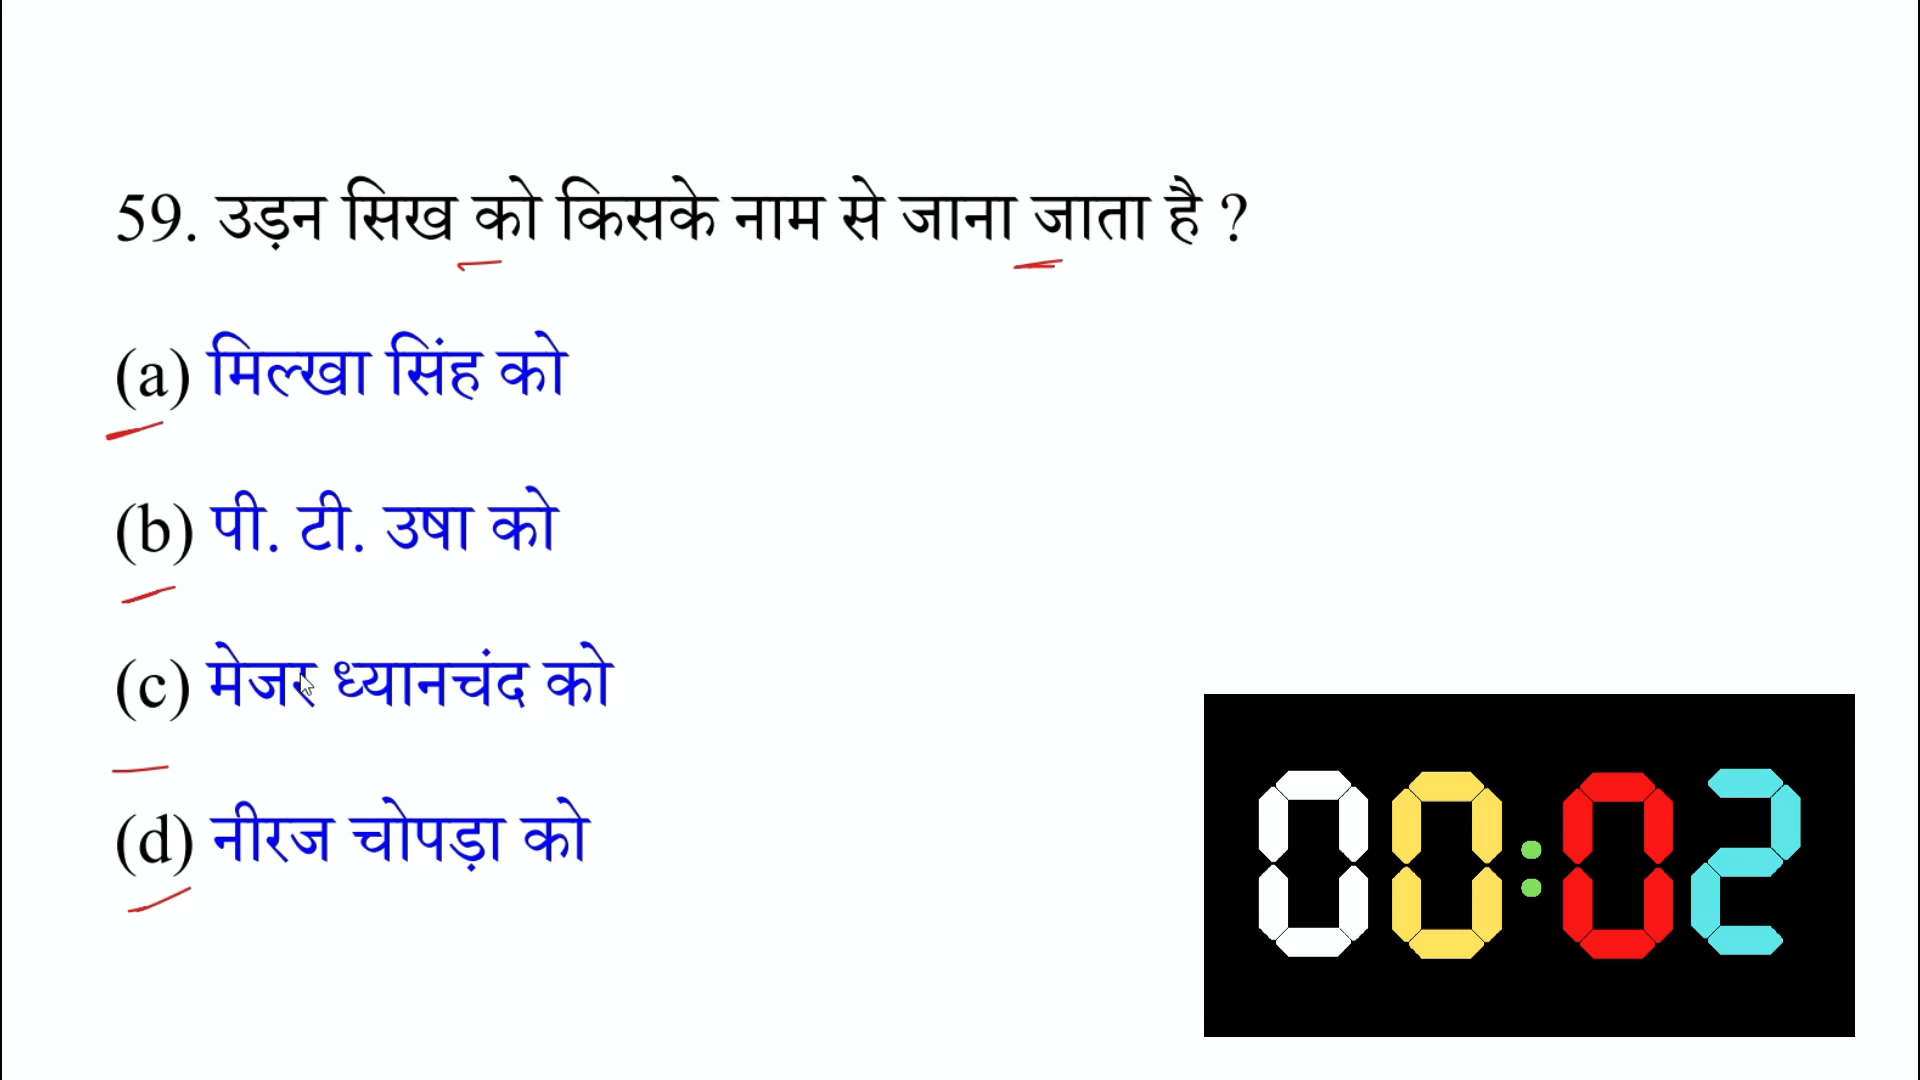 59. उड़न सिख को किसके नाम से जाना जाता है ?
(a) मिल्खा सिंह को
(b) पी. टी. उषा को
(c) मेजर ध्यानचंद को
(d) नीरज चोपड़ा को
00:02